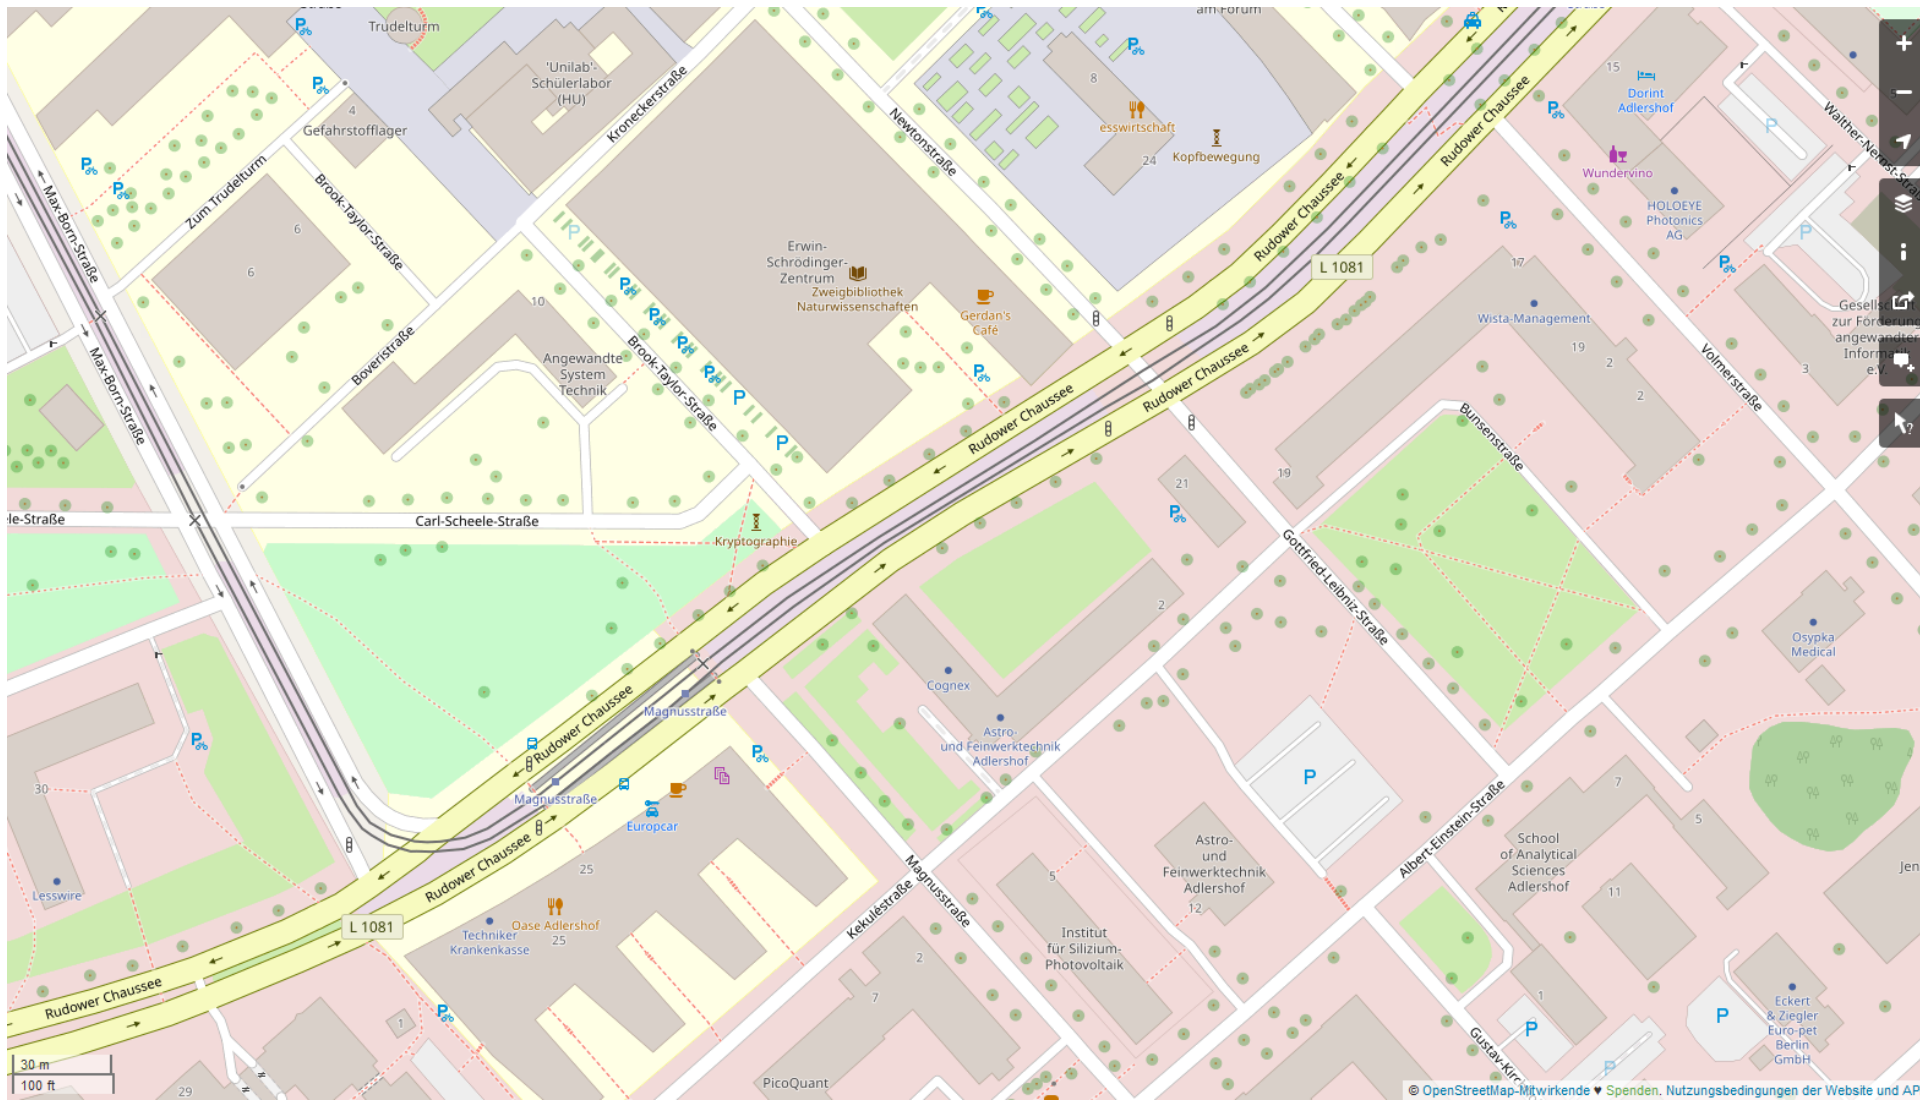 Trudelturm
am Forum
'Unilab'-
Schülerlabor
(HU)
Kroneckerstraße
8
esswirtschaft
24
Kopfbewegung
Newtonstraße
15
Dorint
Adlershof
Wundervino
HOLOEYE
Photonics
AG
Rudower Chaussee
Rudower Chaussee
L 1081
4
Gefahrstofflager
Zum Trudelturm
Brook-Taylor-Straße
Max-Born-Straße
6
6
Erwin-
Schrödinger-
Zentrum
Zweigbibliothek
Naturwissenschaften
Gerdan's
Café
10
Angewandte
System
Technik
Boveristraße
Brook-Taylor-Straße
Max-Born-Straße
P
P
P
P
P
17
Wista-Management
19
2
2
19
Volmerstraße
3
Rudower Chaussee
Rudower Chaussee
Bunsenstraße
21
le-Straße
Carl-Scheele-Straße
Kryptographie
Gottfried-Leibniz-Straße
2
Cognex
Astro-
und Feinwerktechnik
Adlershof
Osypka
Medical
Magnusstraße
Rudower Chaussee
Magnusstraße
Europcar
P
30
Lesswire
25
Rudower Chaussee
L 1081
Oase Adlershof
25
Techniker
Krankenkasse
Magnusstraße
Kekuléstraße
5
Institut
für Silizium-
Photovoltaik
Astro-
und
Feinwerktechnik
Adlershof
12
Albert-Einstein-Straße
7
School
of Analytical
Sciences
Adlershof
11
5
Jen
2
7
Rudower Chaussee
1
29
PicoQuant
Gustav-Kirc
1
P
P
P
Eckert
& Ziegler
Euro-pet
Berlin
GmbH
30 m
100 ft
© OpenStreetMap-Mitwirkende ♥ Spenden. Nutzungsbedingungen der Website und AP